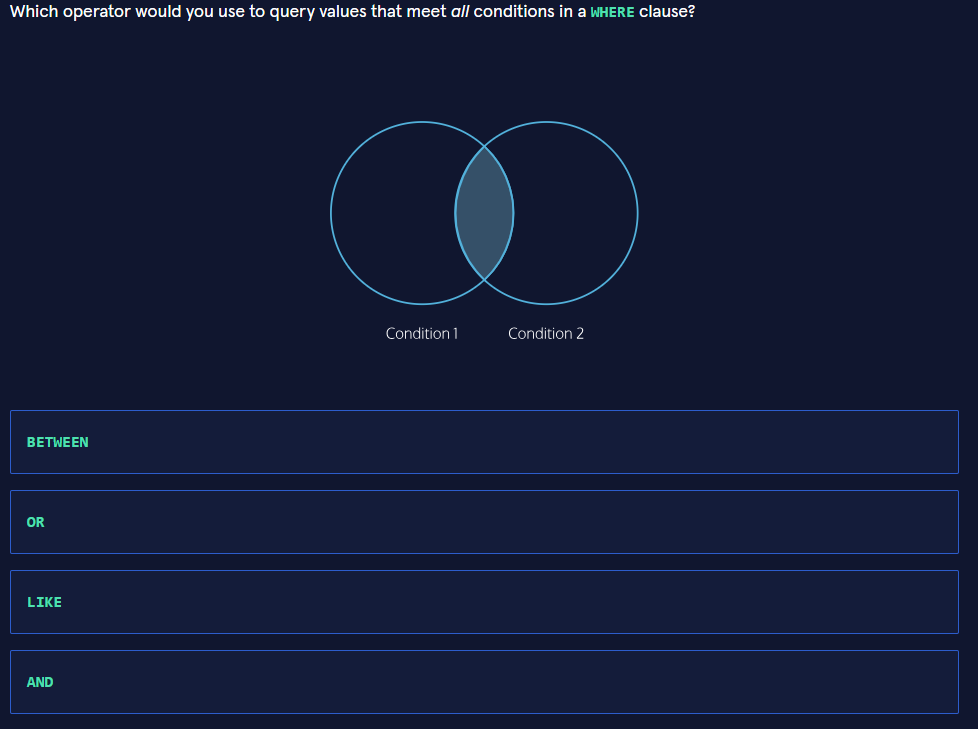 Which operator would you use to query values that meet all conditions in a WHERE clause?
Condition 1 Condition 2
BETWEEN
OR
LIKE
AND